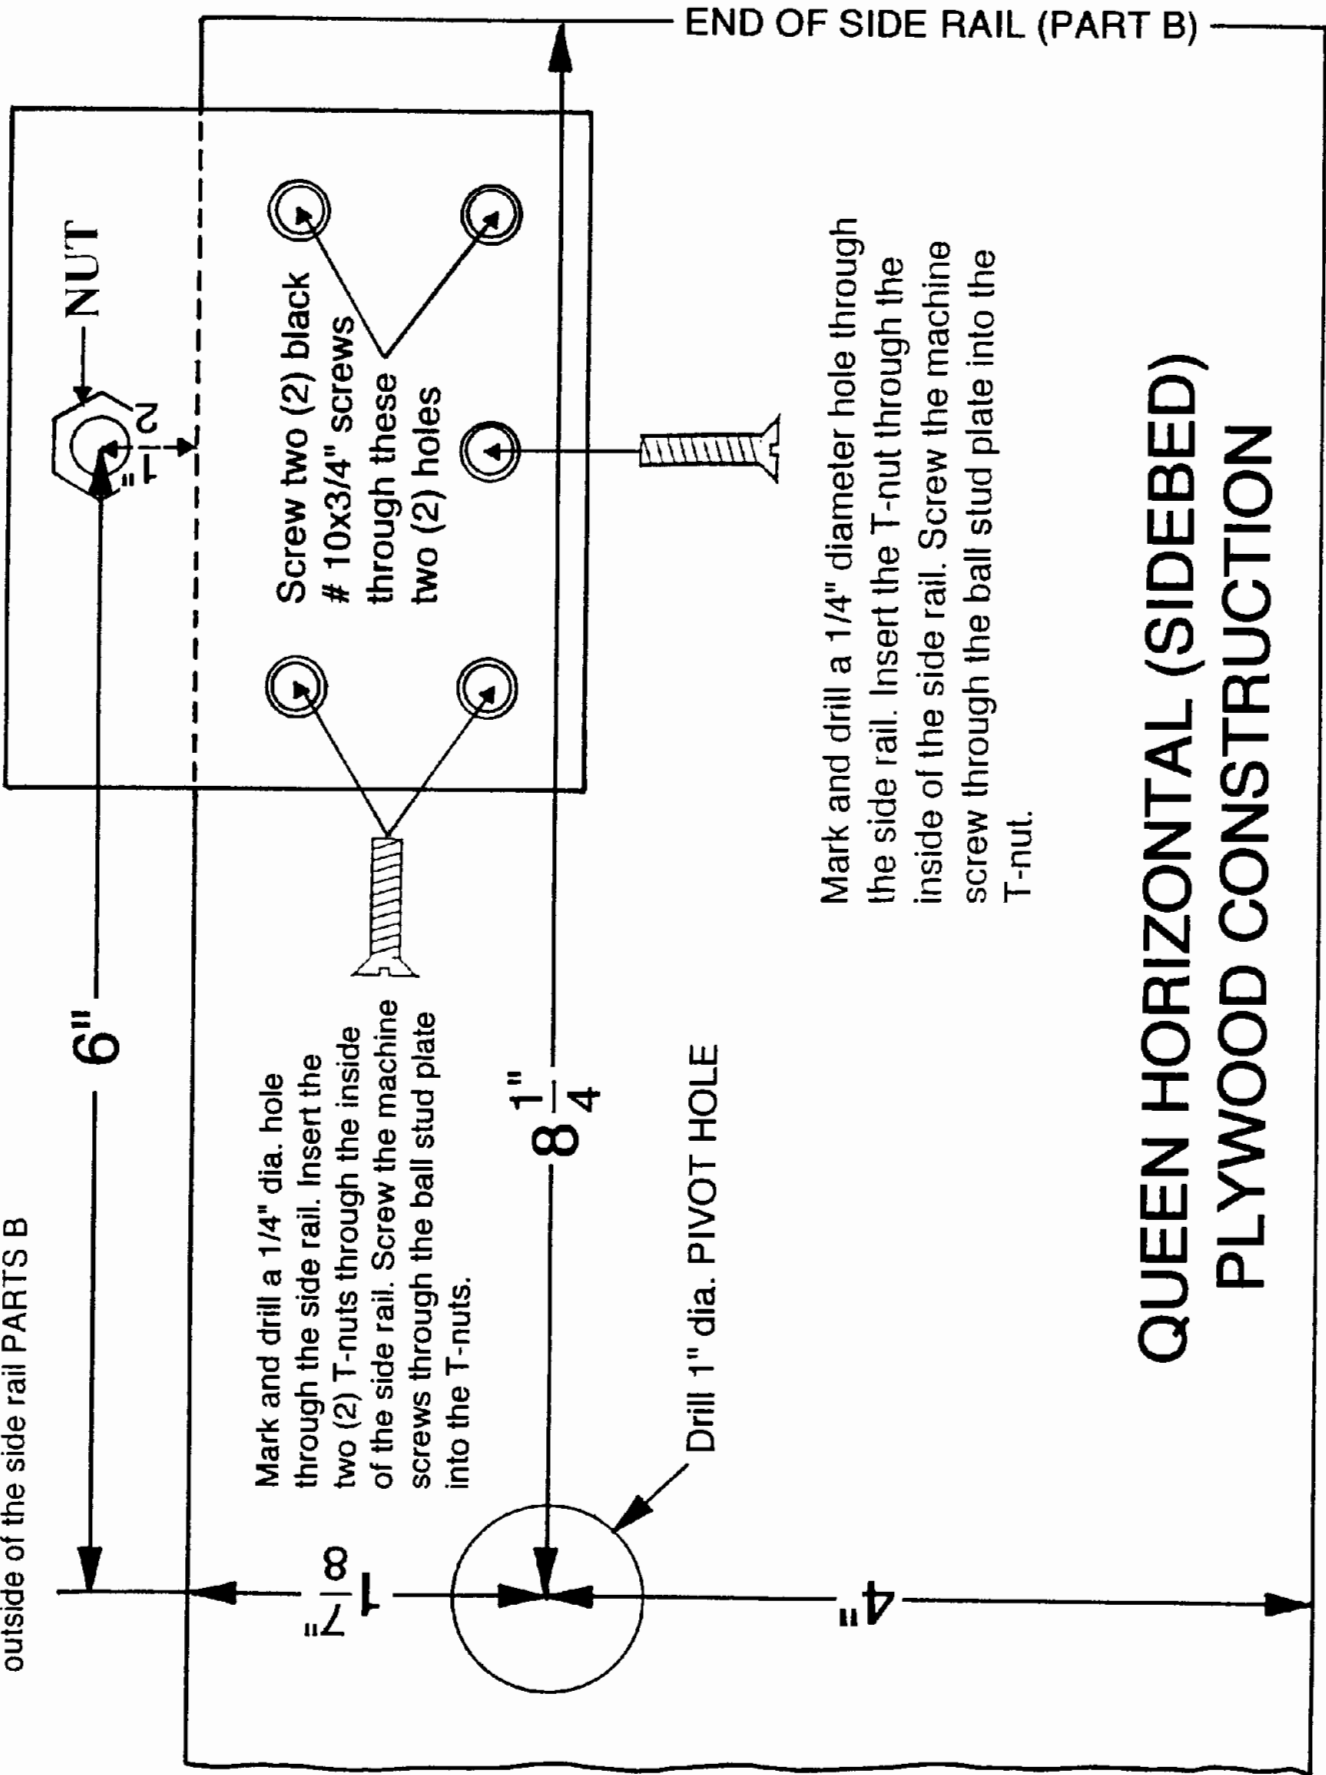 outside of the side rail PARTS B
END OF SIDE RAIL (PART B)
NUT
1"
2
6"
Screw two (2) black
# 10x3/4" screws
through these
two (2) holes
Mark and drill a 1/4" dia. hole
through the side rail. Insert the
two (2) T-nuts through the inside
of the side rail. Screw the machine
screws through the ball stud plate
into the T-nuts.
8 1"
4
1 7"
8
4"
Drill 1" dia. PIVOT HOLE
Mark and drill a 1/4" diameter hole through
the side rail. Insert the T-nut through the
inside of the side rail. Screw the machine
screw through the ball stud plate into the
T-nut.
QUEEN HORIZONTAL (SIDEBED)
PLYWOOD CONSTRUCTION